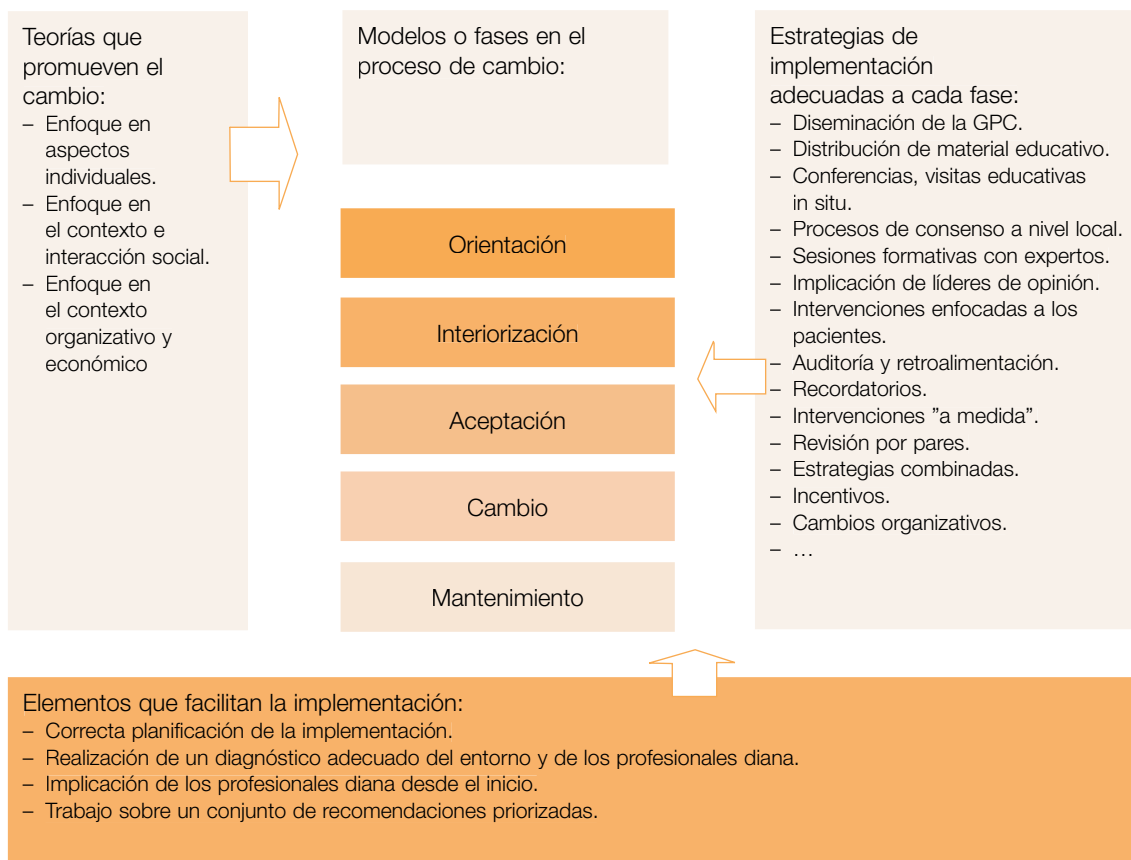 Teorías que
promueven el
cambio:
– Enfoque en
aspectos
individuales.
– Enfoque en
el contexto e
interacción social.
– Enfoque en
el contexto
organizativo y
económico
Modelos o fases en el
proceso de cambio:
Orientación
Interiorización
Aceptación
Cambio
Mantenimiento
Estrategias de
implementación
adecuadas a cada fase:
– Diseminación de la GPC.
– Distribución de material educativo.
– Conferencias, visitas educativas
in situ.
– Procesos de consenso a nivel local.
– Sesiones formativas con expertos.
– Implicación de líderes de opinión.
– Intervenciones enfocadas a los
pacientes.
– Auditoría y retroalimentación.
– Recordatorios.
– Intervenciones ”a medida”.
– Revisión por pares.
– Estrategias combinadas.
– Incentivos.
– Cambios organizativos.
– …
Elementos que facilitan la implementación:
– Correcta planificación de la implementación.
– Realización de un diagnóstico adecuado del entorno y de los profesionales diana.
– Implicación de los profesionales diana desde el inicio.
– Trabajo sobre un conjunto de recomendaciones priorizadas.